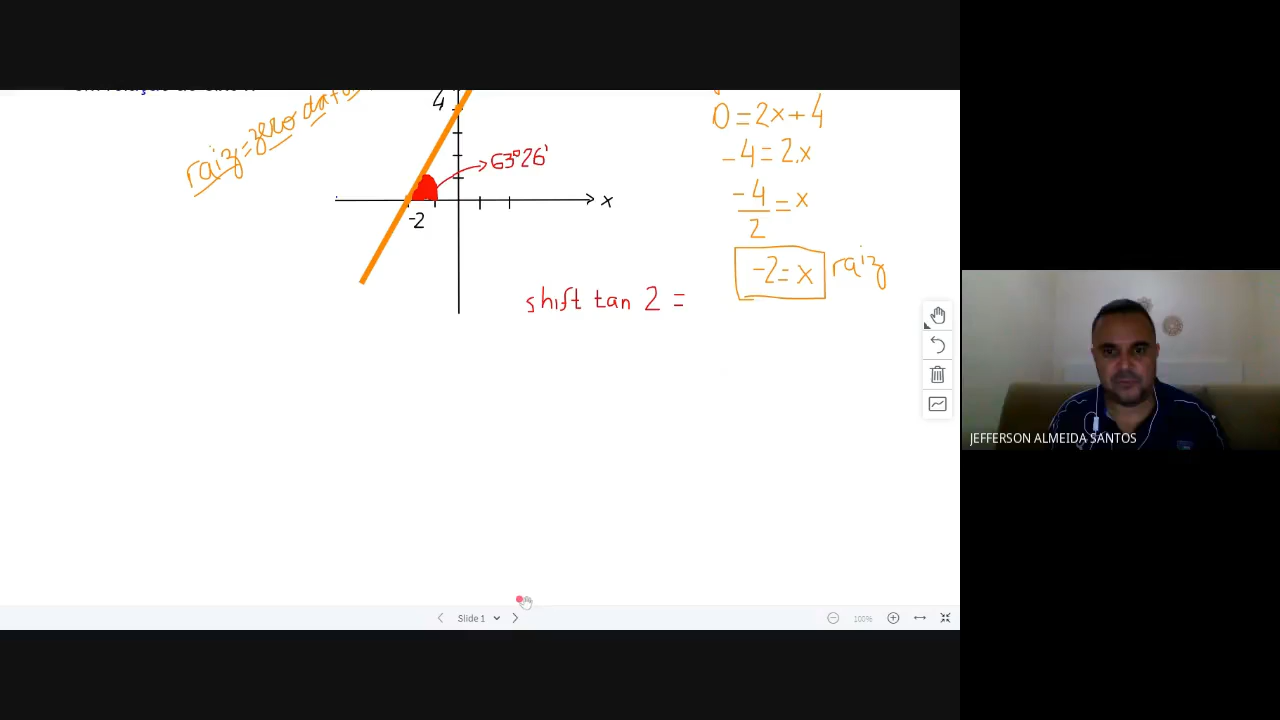 raiz = zero da
4
63°26'
x
-2
0 = 2x + 4
-4 = 2.x
-4/2 = x
-2 = x raiz
shift tan 2 =
JEFFERSON ALMEIDA SANTOS
Slide 1
100%